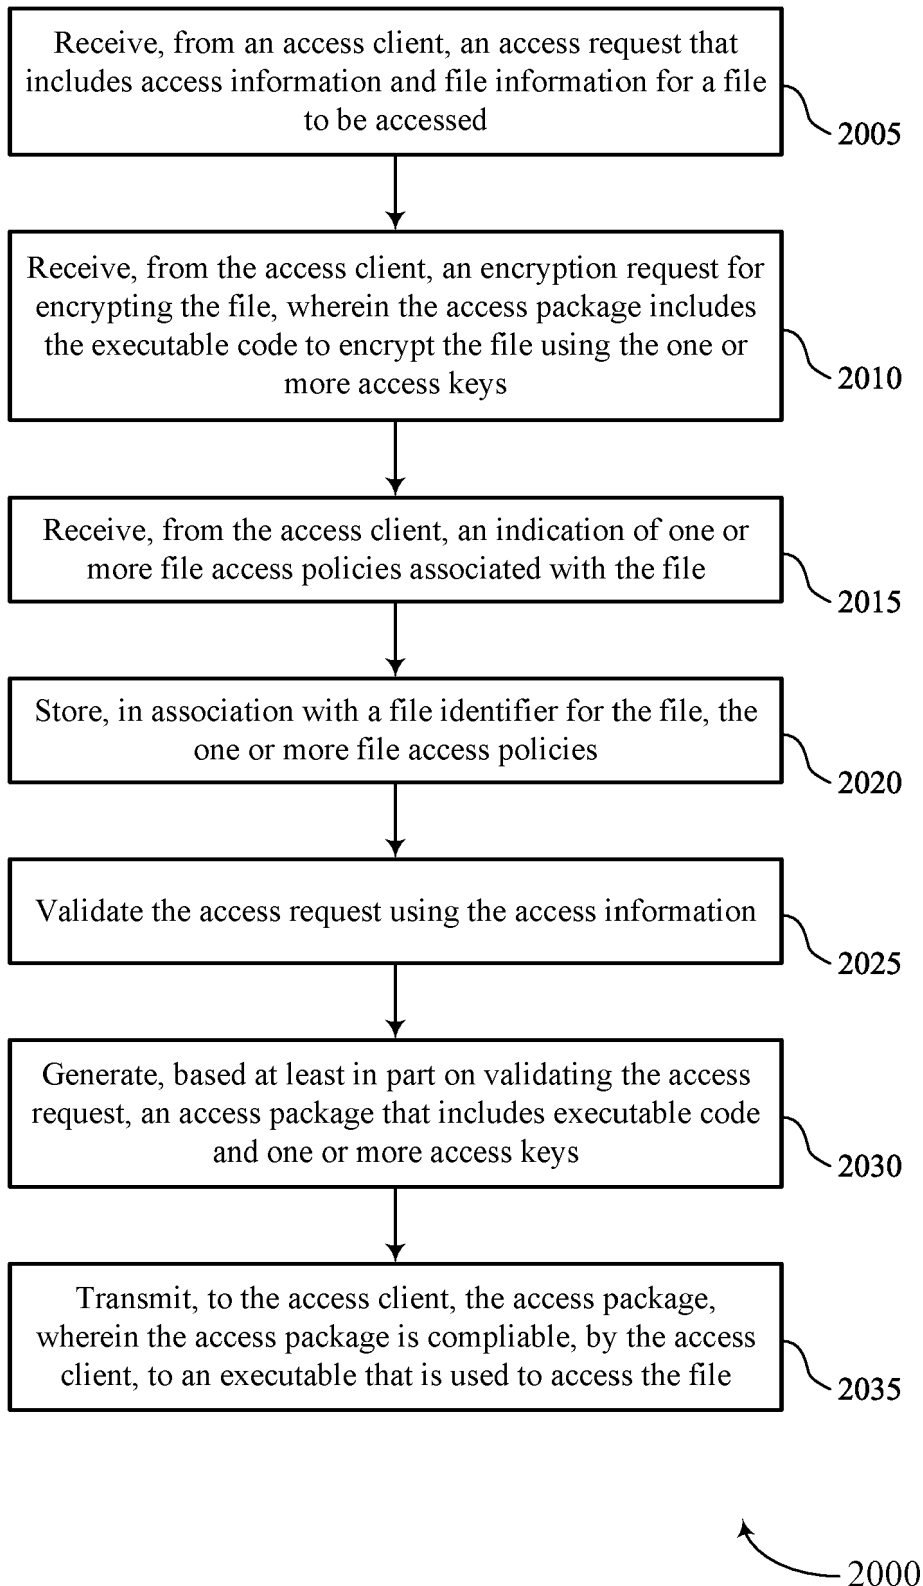 Receive, from an access client, an access request that
includes access information and file information for a file
to be accessed
2005
Receive, from the access client, an encryption request for
encrypting the file, wherein the access package includes
the executable code to encrypt the file using the one or
more access keys
2010
Receive, from the access client, an indication of one or
more file access policies associated with the file
2015
Store, in association with a file identifier for the file, the
one or more file access policies
2020
Validate the access request using the access information
2025
Generate, based at least in part on validating the access
request, an access package that includes executable code
and one or more access keys
2030
Transmit, to the access client, the access package,
wherein the access package is compliable, by the access
client, to an executable that is used to access the file
2035
2000